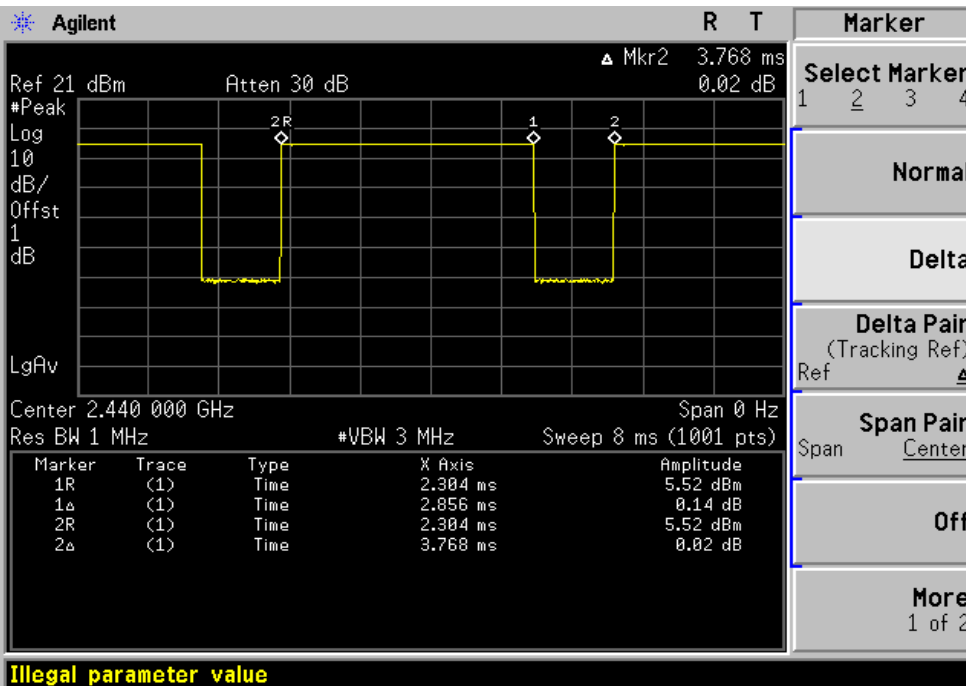 Agilent R T
▵ Mkr2 3.768 ms
Ref 21 dBm Atten 30 dB 0.02 dB
#Peak
Log
10
dB/
Offst
1
dB
2R 1 2
LgAv
Center 2.440 000 GHz Span 0 Hz
Res BW 1 MHz #VBW 3 MHz Sweep 8 ms (1001 pts)
Marker Trace Type X Axis Amplitude
1R (1) Time 2.304 ms 5.52 dBm
1▵ (1) Time 2.856 ms 0.14 dB
2R (1) Time 2.304 ms 5.52 dBm
2▵ (1) Time 3.768 ms 0.02 dB
Illegal parameter value
Marker
Select Marker
1 2 3 4
Normal
Delta
Delta Pair
(Tracking Ref)
Ref ▵
Span Pair
Span Center
Off
More
1 of 2